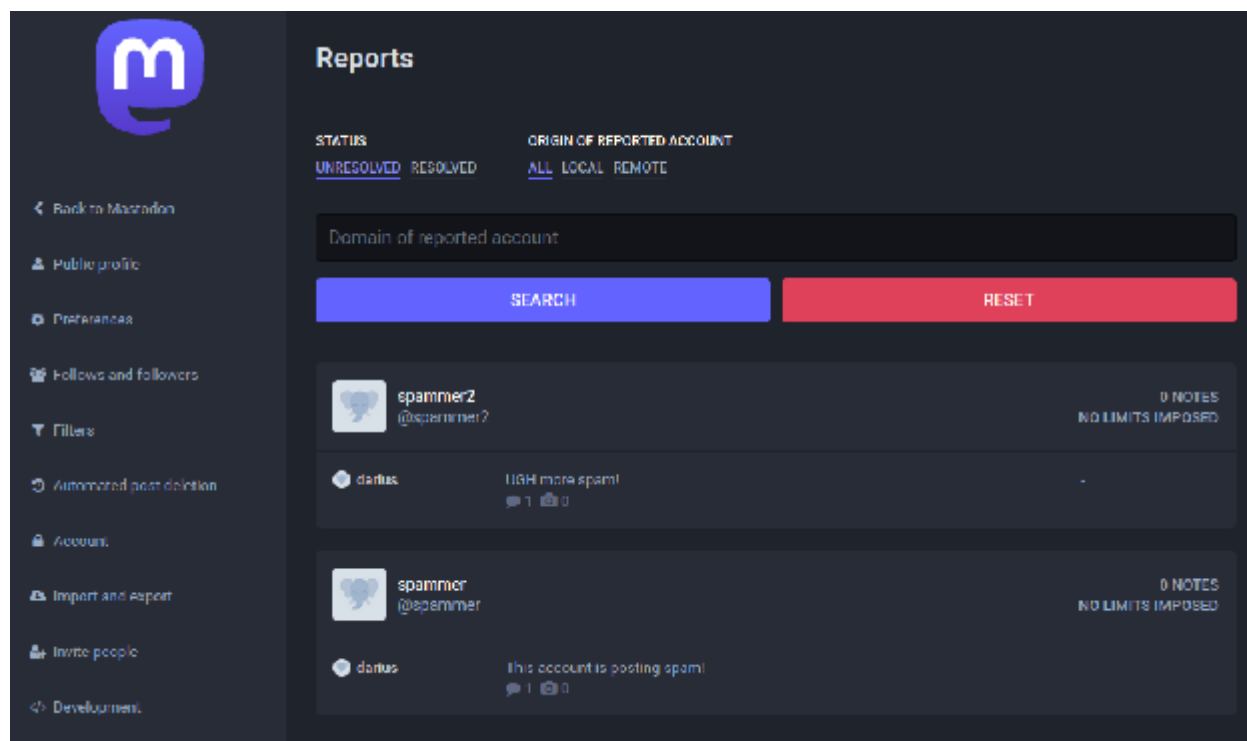 Reports
STATUS
UNRESOLVED RESOLVED
ORIGIN OF REPORTED ACCOUNT
ALL LOCAL REMOTE
Back to Mastodon
Public profile
Preferences
Follows and followers
Filters
Automated post deletion
Account
Import and export
Invite people
Development
Domain of reported account
SEARCH
RESET
spammer2
@spammer2
0 NOTES
NO LIMITS IMPOSED
darius
UGH more spam!
1 0
-
spammer
@spammer
0 NOTES
NO LIMITS IMPOSED
darius
This account is posting spam!
1 0